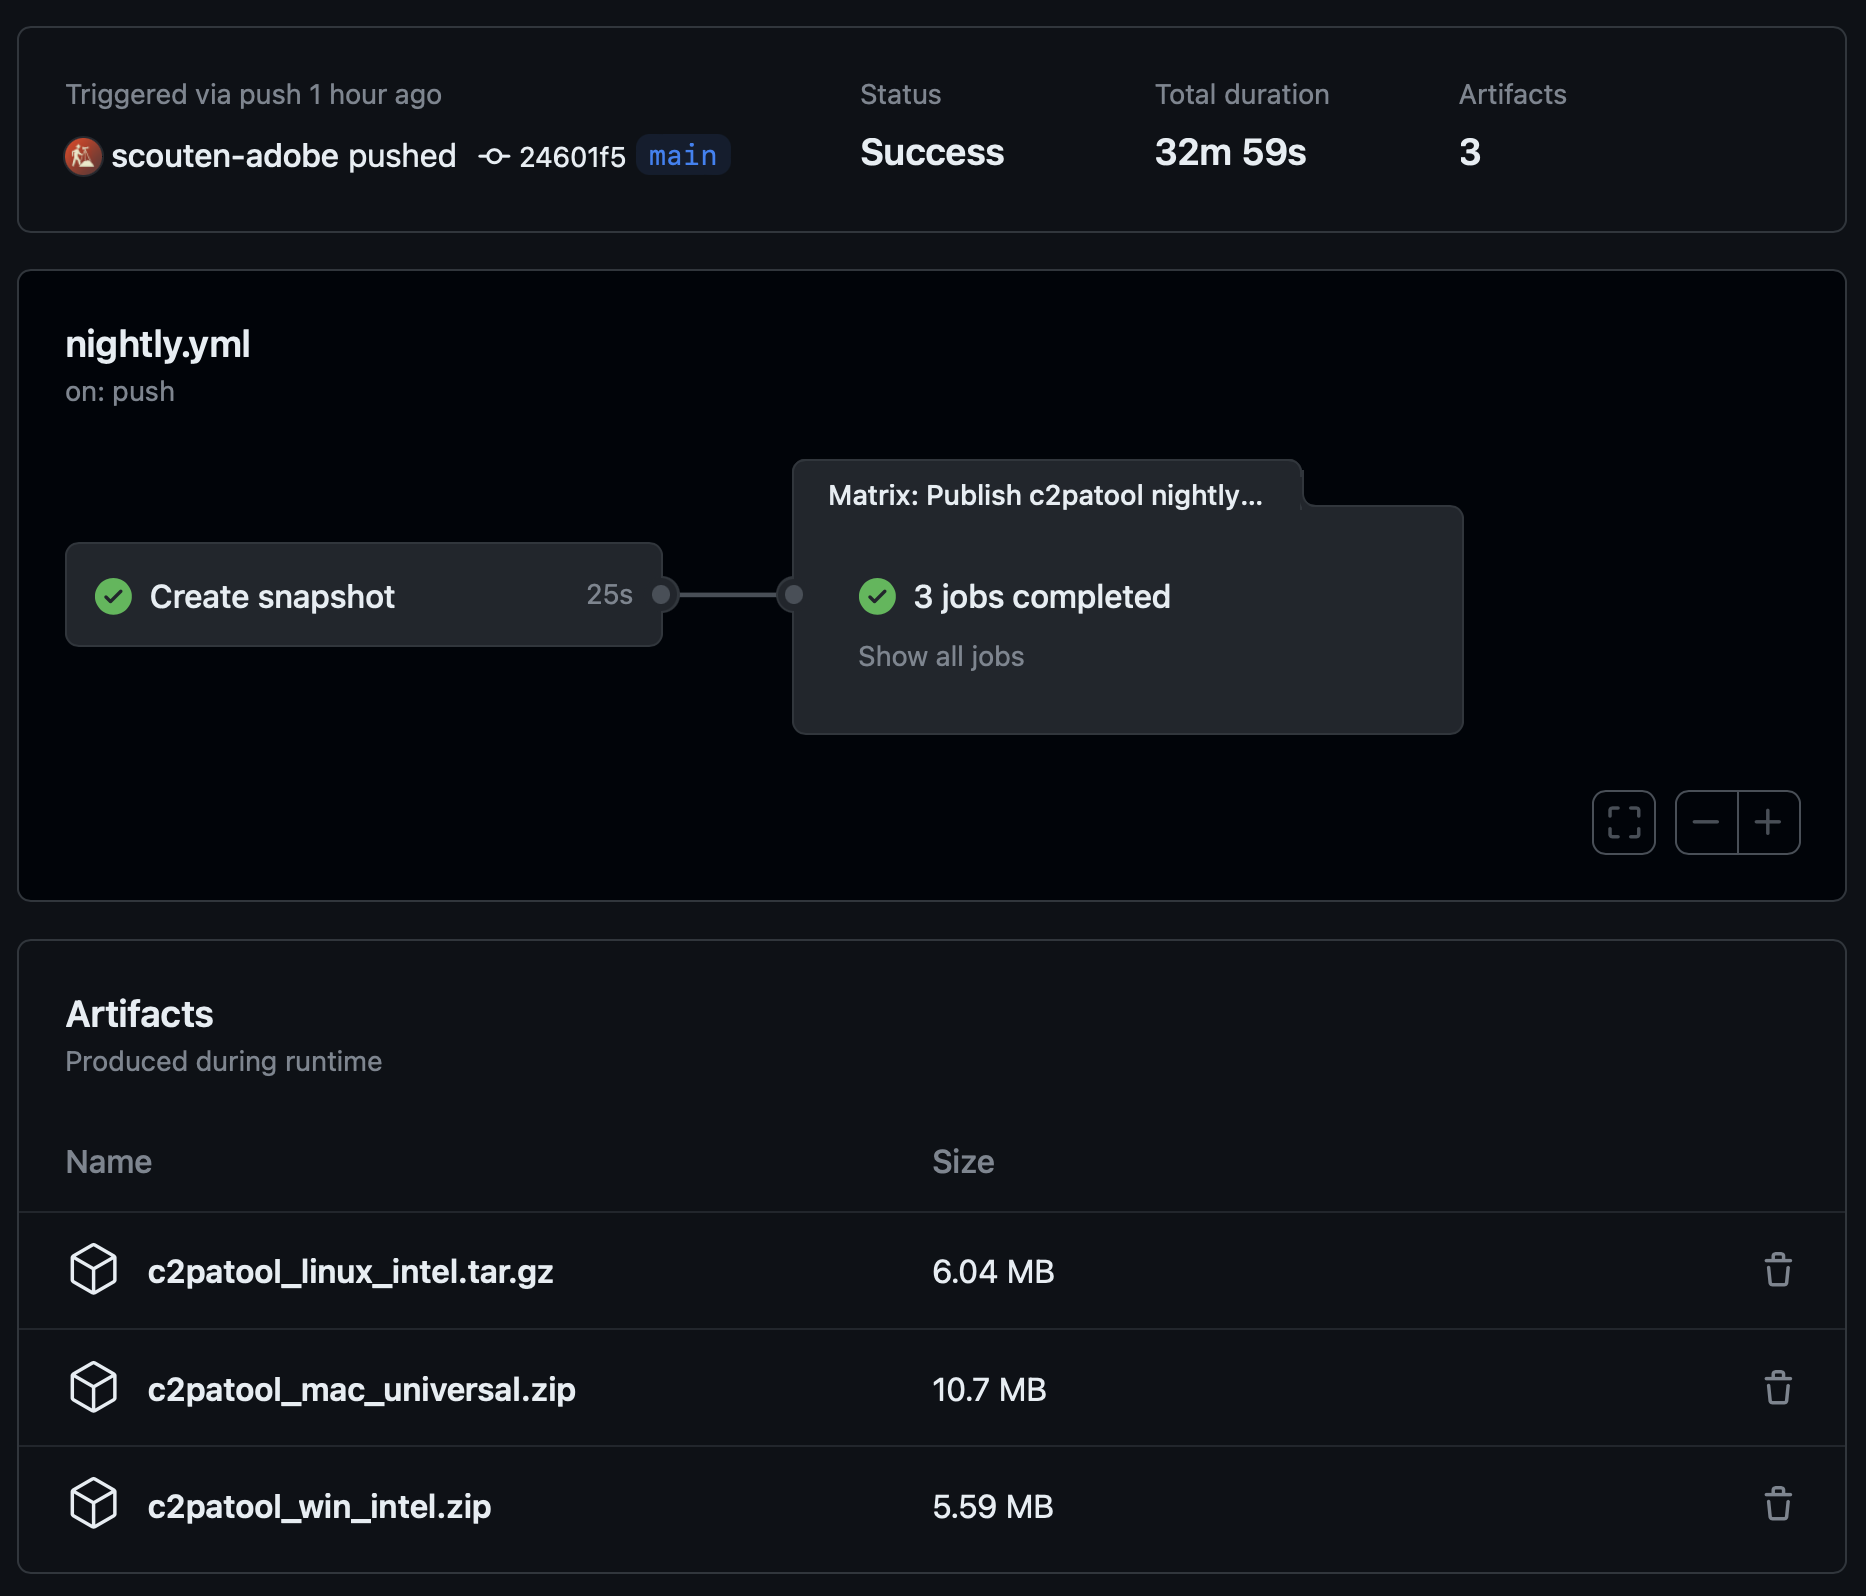 Triggered via push 1 hour ago
scouten-adobe pushed 24601f5 main
Status
Success
Total duration
32m 59s
Artifacts
3
nightly.yml
on: push
Create snapshot 25s
Matrix: Publish c2patool nightly...
3 jobs completed
Show all jobs
Artifacts
Produced during runtime
Name Size
c2patool_linux_intel.tar.gz 6.04 MB
c2patool_mac_universal.zip 10.7 MB
c2patool_win_intel.zip 5.59 MB